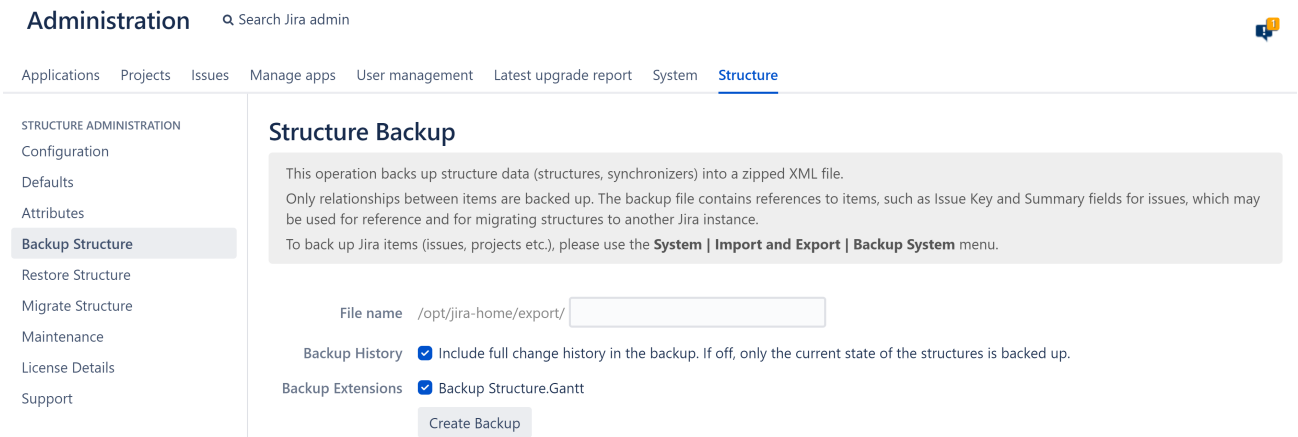 Administration
Search Jira admin
1
Applications Projects Issues Manage apps User management Latest upgrade report System Structure
STRUCTURE ADMINISTRATION
Configuration
Defaults
Attributes
Backup Structure
Restore Structure
Migrate Structure
Maintenance
License Details
Support
Structure Backup
This operation backs up structure data (structures, synchronizers) into a zipped XML file.
Only relationships between items are backed up. The backup file contains references to items, such as Issue Key and Summary fields for issues, which may
be used for reference and for migrating structures to another Jira instance.
To back up Jira items (issues, projects etc.), please use the System | Import and Export | Backup System menu.
File name /opt/jira-home/export/
Backup History Include full change history in the backup. If off, only the current state of the structures is backed up.
Backup Extensions Backup Structure.Gantt
Create Backup